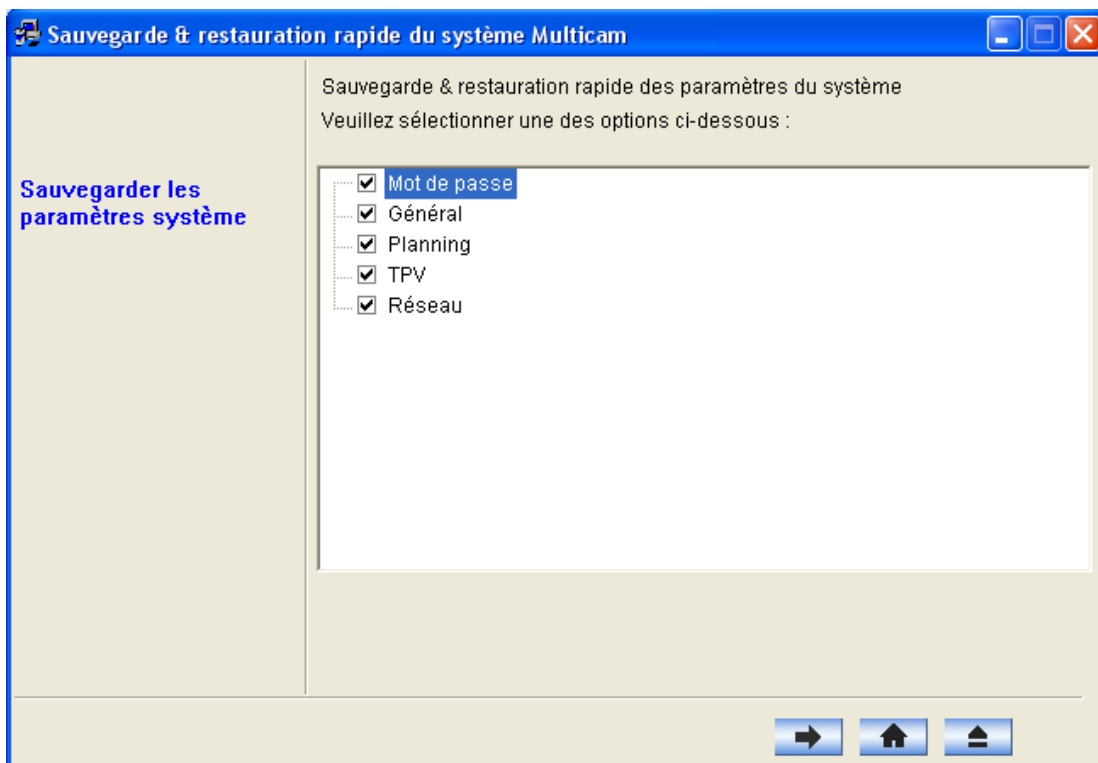 Sauvegarde & restauration rapide du système Multicam
Sauvegarde & restauration rapide des paramètres du système
Veuillez sélectionner une des options ci-dessous :
Sauvegarder les
paramètres système
Mot de passe
Général
Planning
TPV
Réseau